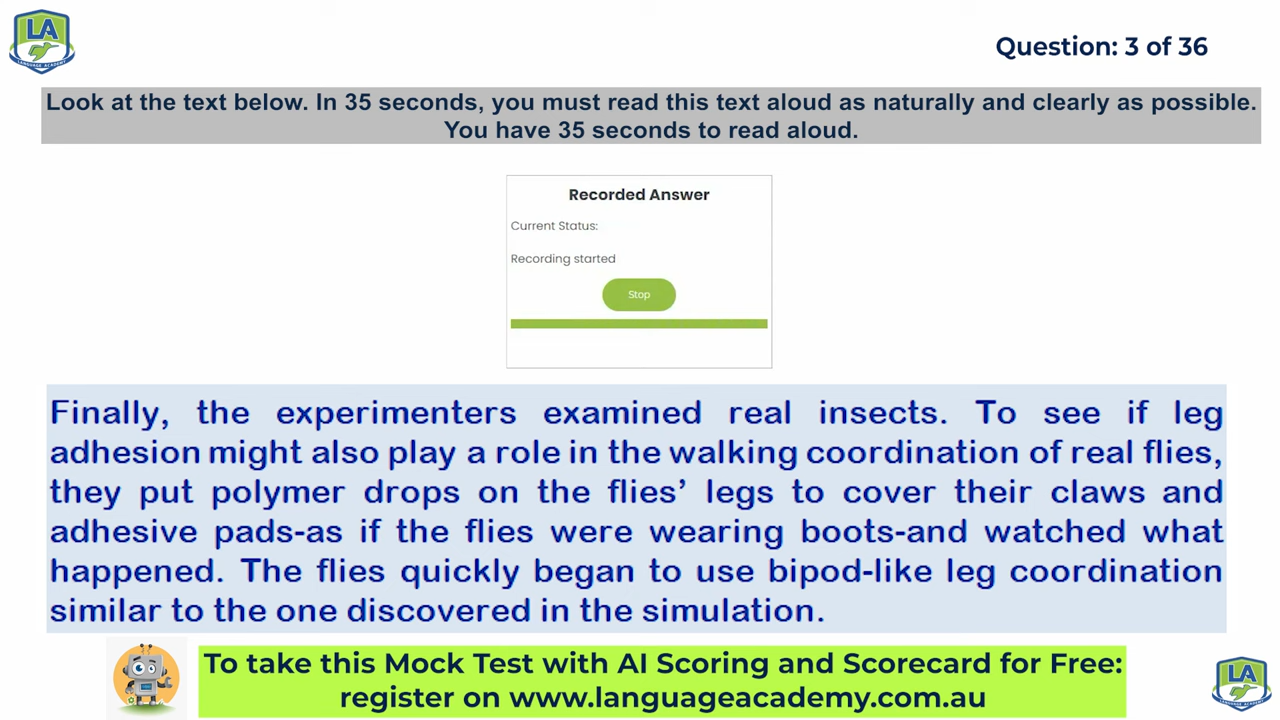 LA
LANGUAGE ACADEMY
Question: 3 of 36
Look at the text below. In 35 seconds, you must read this text aloud as naturally and clearly as possible.
You have 35 seconds to read aloud.
Recorded Answer
Current Status:
Recording started
Stop
Finally, the experimenters examined real insects. To see if leg
adhesion might also play a role in the walking coordination of real flies,
they put polymer drops on the flies’ legs to cover their claws and
adhesive pads-as if the flies were wearing boots-and watched what
happened. The flies quickly began to use bipod-like leg coordination
similar to the one discovered in the simulation.
To take this Mock Test with AI Scoring and Scorecard for Free:
register on www.languageacademy.com.au
LA
LANGUAGE ACADEMY